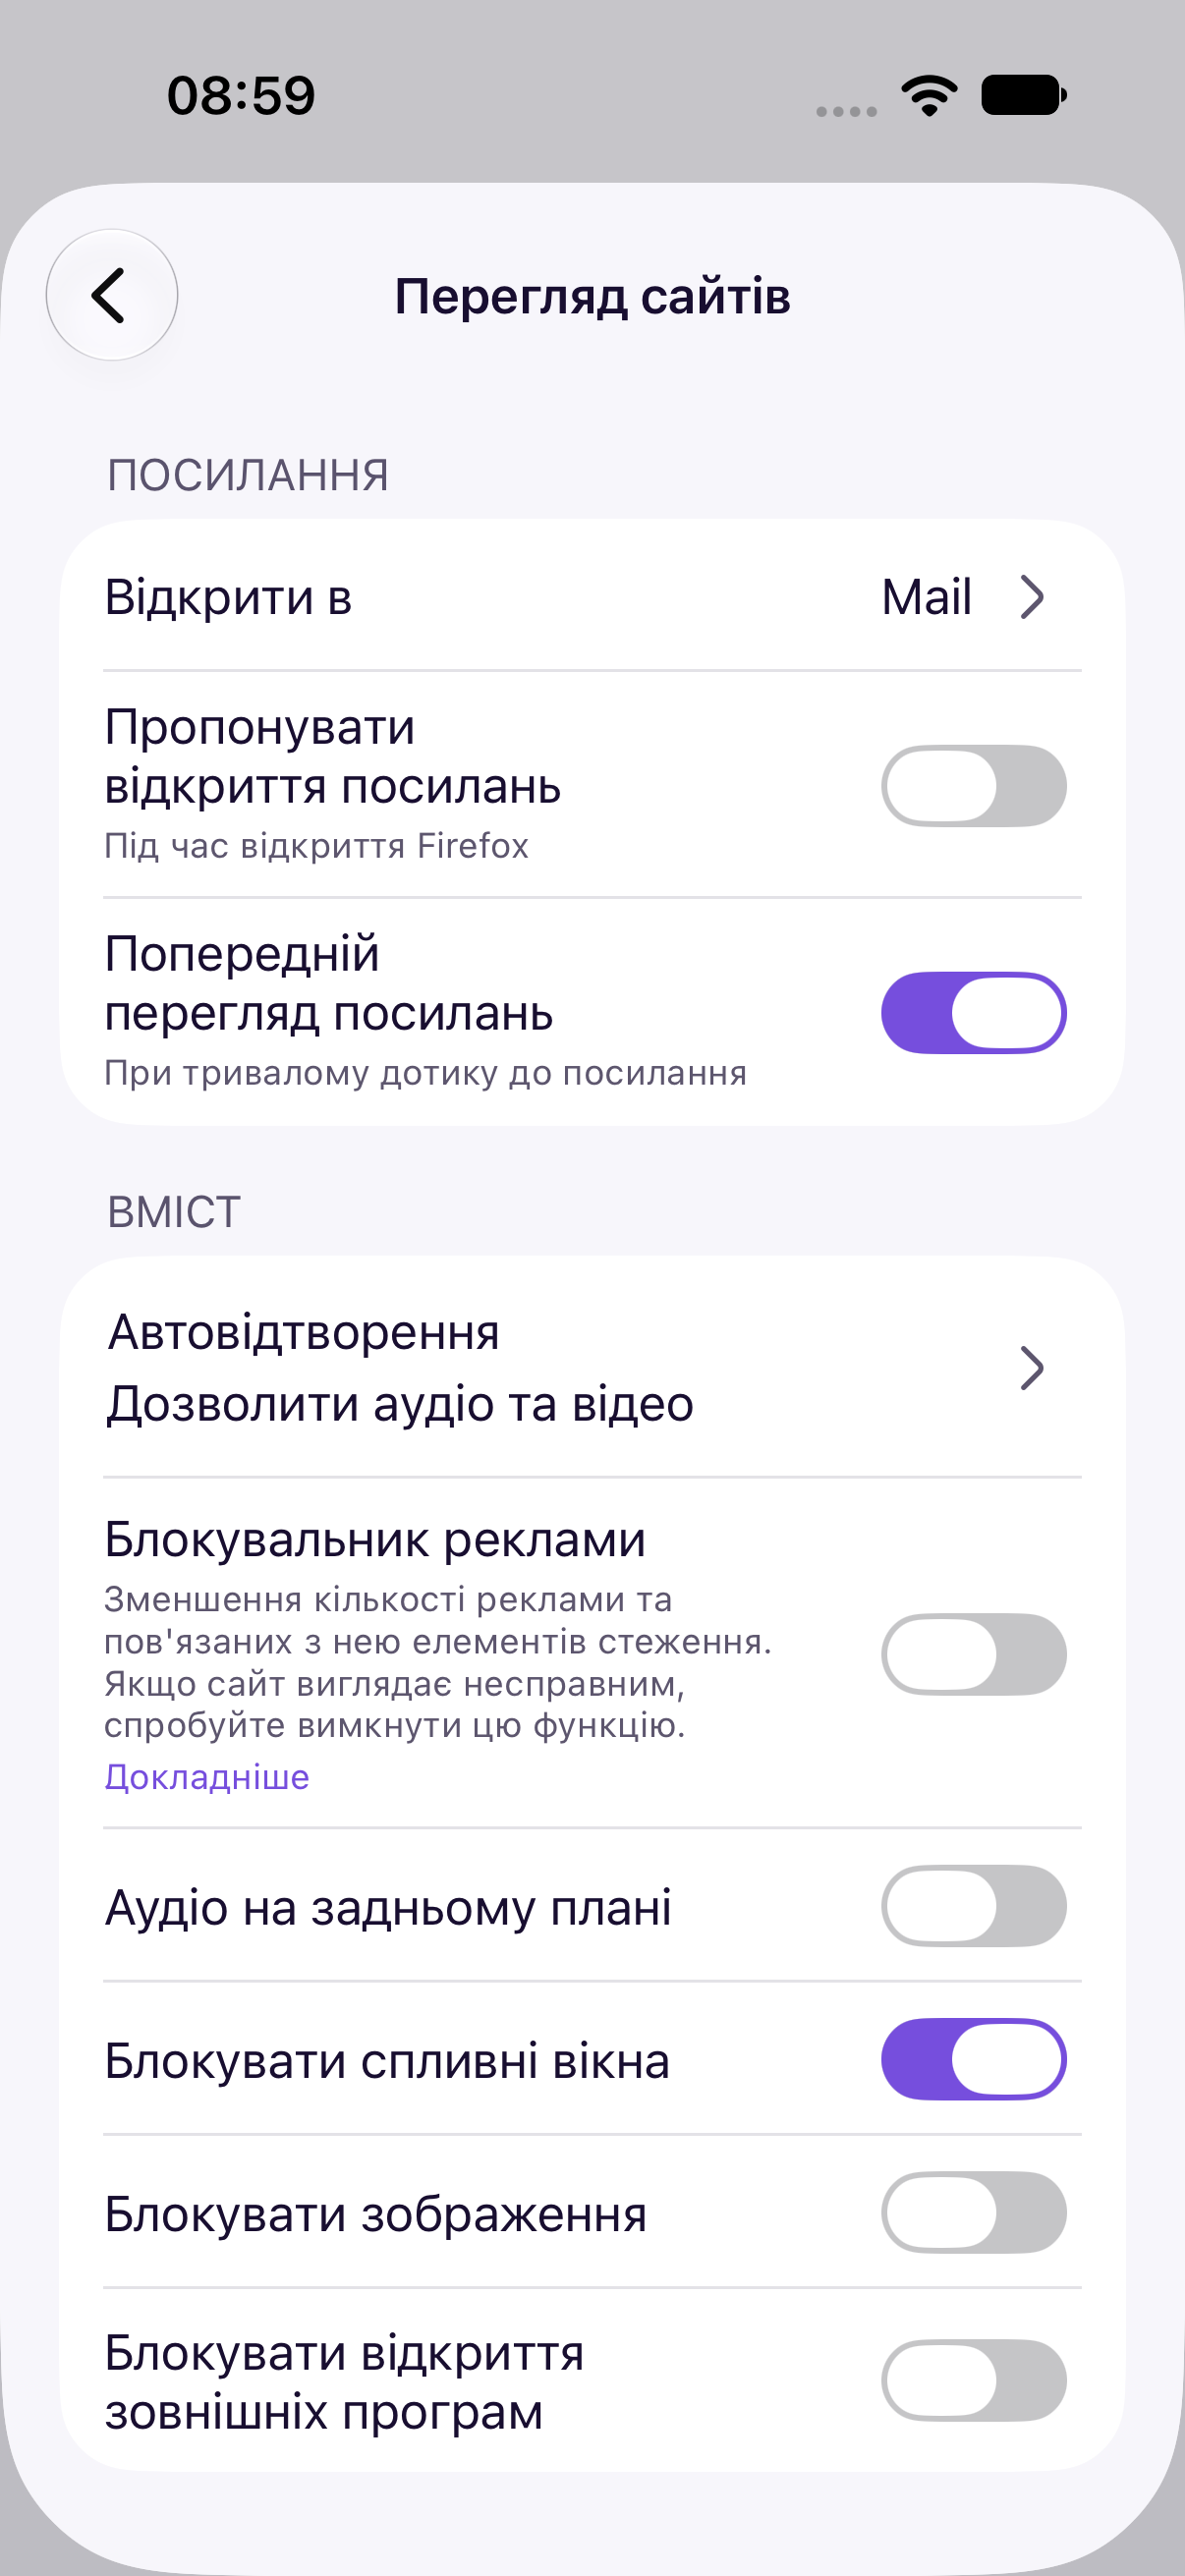 08:59
Перегляд сайтів
ПОСИЛАННЯ
Відкрити в
Mail
Пропонувати
відкриття посилань
Під час відкриття Firefox
Попередній
перегляд посилань
При тривалому дотику до посилання
ВМІСТ
Автовідтворення
Дозволити аудіо та відео
Блокувальник реклами
Зменшення кількості реклами та
пов'язаних з нею елементів стеження.
Якщо сайт виглядає несправним,
спробуйте вимкнути цю функцію.
Докладніше
Аудіо на задньому плані
Блокувати спливні вікна
Блокувати зображення
Блокувати відкриття
зовнішніх програм